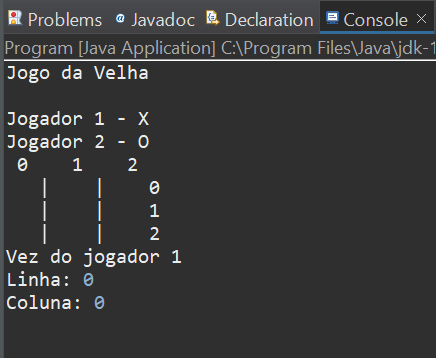 Problems @ Javadoc Declaration Console
Program [Java Application] C:\Program Files\Java\jdk-1
Jogo da Velha
Jogador 1 - X
Jogador 2 - O
0 1 2
| | 0
| | 1
| | 2
Vez do jogador 1
Linha: 0
Coluna: 0